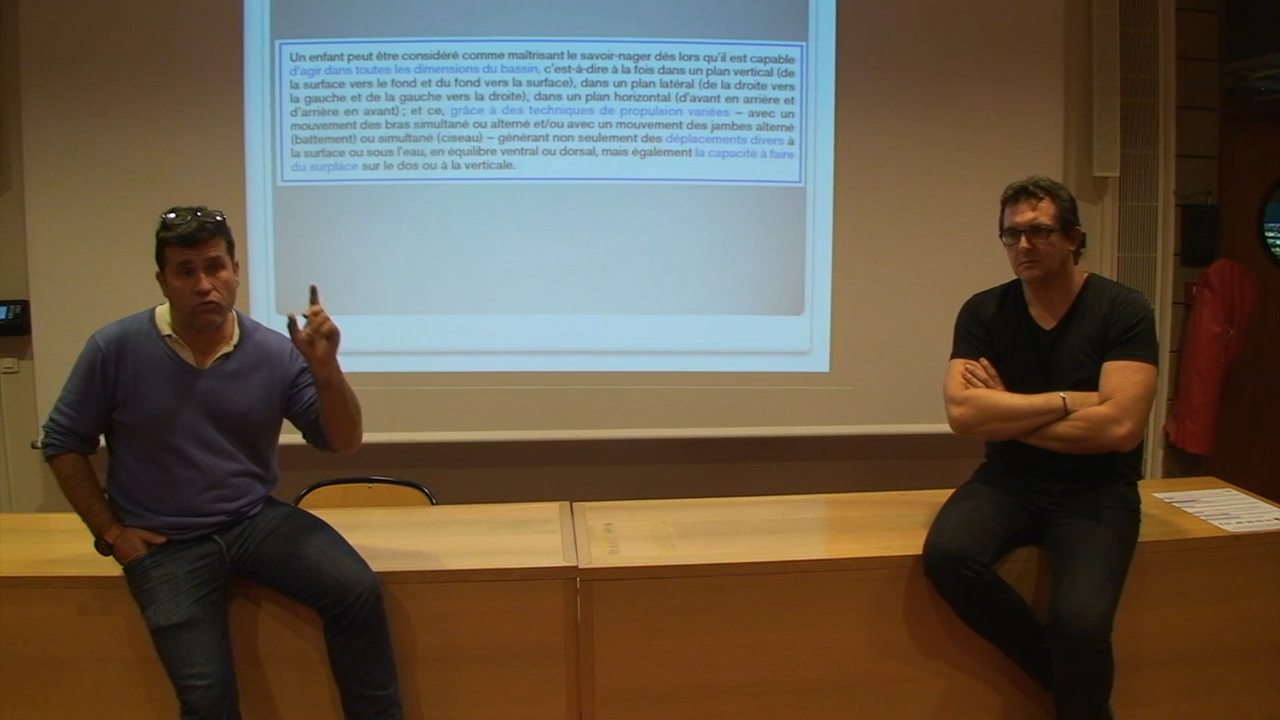 Un enfant peut être considéré comme maîtrisant le savoir-nager dès lors qu'il est capable
d'agir dans toutes les dimensions du bassin, c'est-à-dire à la fois dans un plan vertical (de
la surface vers le fond et du fond vers la surface), dans un plan latéral (de la droite vers
la gauche et de la gauche vers la droite), dans un plan horizontal (d'avant en arrière et
d'arrière en avant) ; et ce, grâce à des techniques de propulsion variées – avec un
mouvement des bras simultané ou alterné et/ou avec un mouvement des jambes alterné
(battement) ou simultané (ciseau) – générant non seulement des déplacements divers à
la surface ou sous l'eau, en équilibre ventral ou dorsal, mais également la capacité à faire
du surplace sur le dos ou à la verticale.